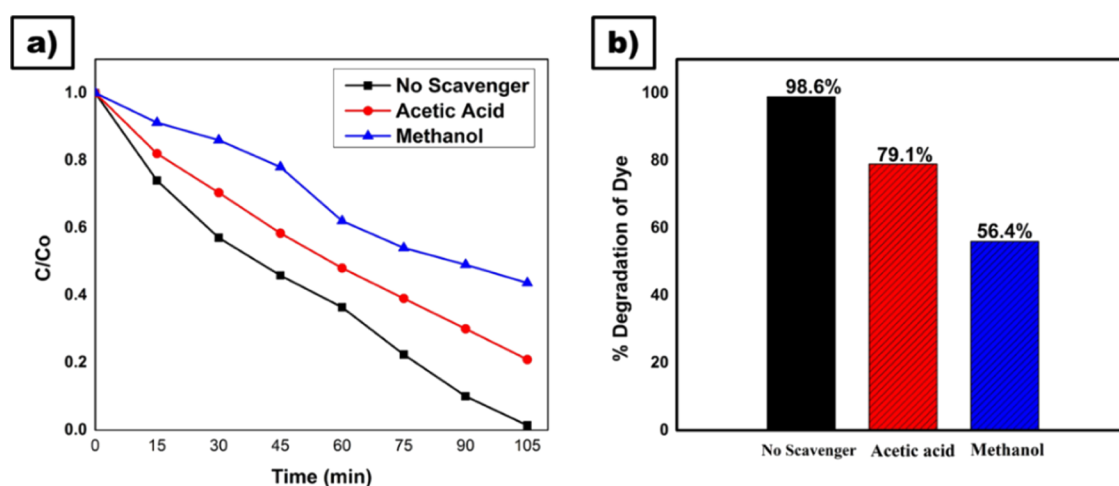 a)
No Scavenger
Acetic Acid
Methanol
C/Co
1.0
0.8
0.6
0.4
0.2
0.0
0 15 30 45 60 75 90 105
Time (min)
b)
% Degradation of Dye
100
80
60
40
20
0
98.6%
79.1%
56.4%
No Scavenger Acetic acid Methanol